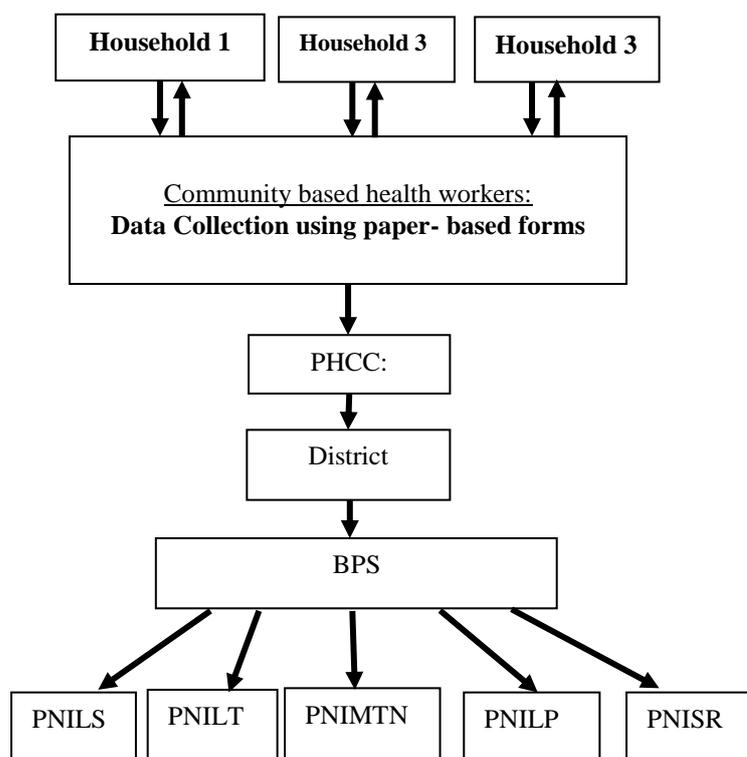 Household 1
Household 3
Household 3
Community based health workers:
Data Collection using paper- based forms
PHCC:
District
BPS
PNILS
PNILT
PNIMTN
PNILP
PNISR